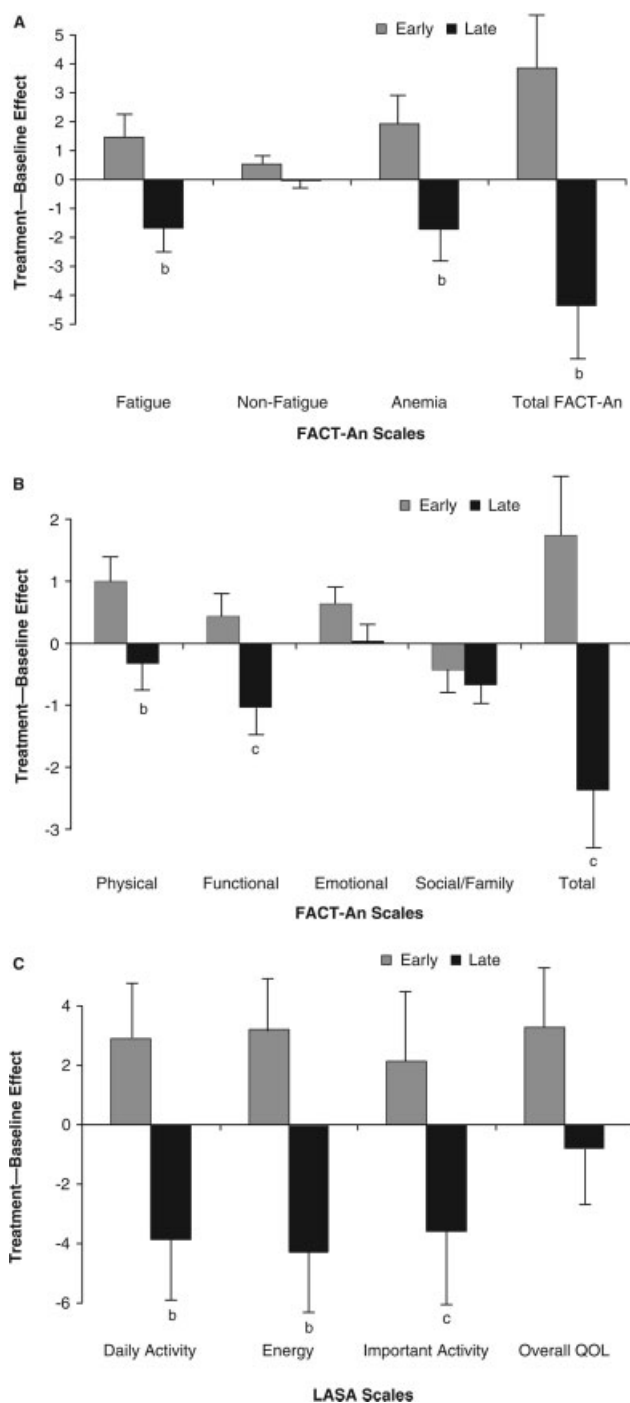 A
Early Late
5
4
3
2
1
0
-1
-2
-3
-4
-5
Treatment—Baseline Effect
b
b
b
Fatigue Non-Fatigue Anemia Total FACT-An
FACT-An Scales
B
Early Late
2
1
0
-1
-2
-3
Treatment—Baseline Effect
b
c
c
Physical Functional Emotional Social/Family Total
FACT-An Scales
C
Early Late
4
2
0
-2
-4
-6
Treatment—Baseline Effect
b
b
c
Daily Activity Energy Important Activity Overall QOL
LASA Scales